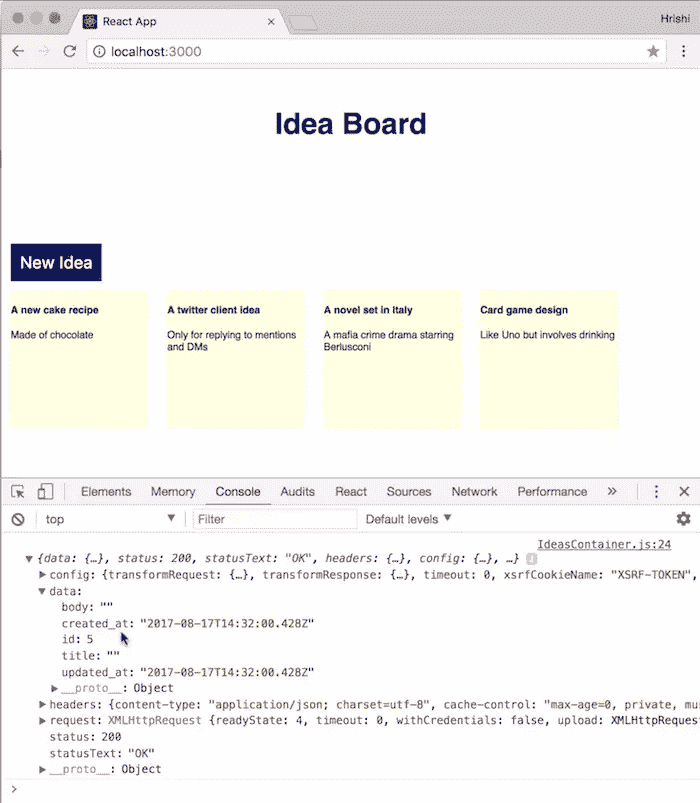 React App
Hrishi
localhost:3000
Idea Board
New Idea
A new cake recipe
Made of chocolate
A twitter client idea
Only for replying to mentions
and DMs
A novel set in Italy
A mafia crime drama starring
Berlusconi
Card game design
Like Uno but involves drinking
Elements Memory Console Audits React Sources Network Performance »
top Filter Default levels
IdeasContainer.js:24
{data: {…}, status: 200, statusText: "OK", headers: {…}, config: {…}, …}
config: {transformRequest: {…}, transformResponse: {…}, timeout: 0, xsrfCookieName: "XSRF-TOKEN",
data:
body: ""
created_at: "2017-08-17T14:32:00.428Z"
id: 5
title: ""
updated_at: "2017-08-17T14:32:00.428Z"
__proto__: Object
headers: {content-type: "application/json; charset=utf-8", cache-control: "max-age=0, private, mus
request: XMLHttpRequest {readyState: 4, timeout: 0, withCredentials: false, upload: XMLHttpReques
status: 200
statusText: "OK"
__proto__: Object
>